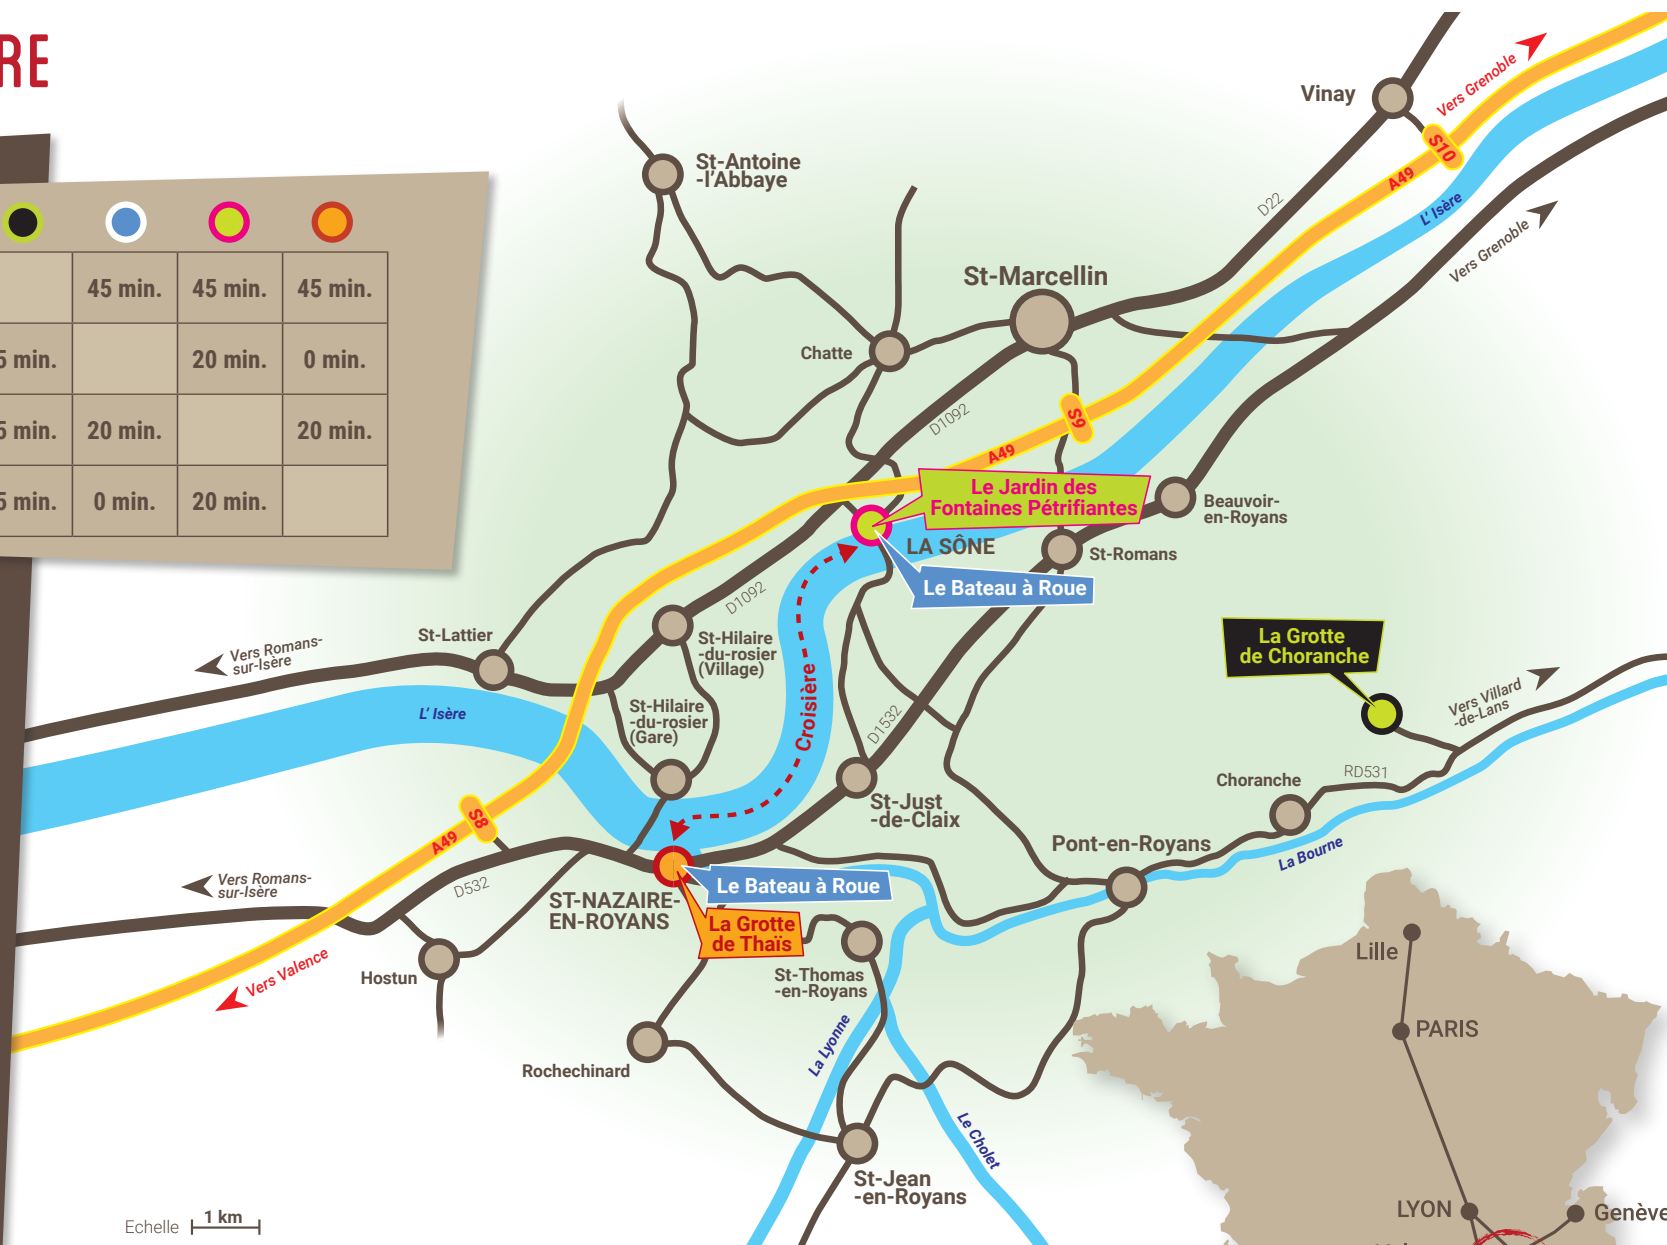 RE
45 min.
45 min.
45 min.
5 min.
20 min.
0 min.
5 min.
20 min.
20 min.
5 min.
0 min.
20 min.
Vinay
Vers Grenoble
S10
A49
L' Isère
Vers Grenoble
D22
St-Antoine
-l'Abbaye
St-Marcellin
Chatte
D1092
S9
A49
Le Jardin des
Fontaines Pétrifiantes
Beauvoir-
en-Royans
LA SÔNE
St-Romans
Le Bateau à Roue
D1092
St-Lattier
Vers Romans-
sur-Isère
St-Hilaire
-du-rosier
(Village)
St-Hilaire
-du-rosier
(Gare)
L' Isère
Croisière
D1532
La Grotte
de Choranche
Vers Villard
-de-Lans
RD531
Choranche
St-Just
-de-Claix
Pont-en-Royans
La Bourne
S8
A49
D532
Vers Romans-
sur-Isère
Le Bateau à Roue
ST-NAZAIRE-
EN-ROYANS
La Grotte
de Thaïs
Hostun
Vers Valence
St-Thomas
-en-Royans
La Lyonne
Rochechinard
Le Cholet
St-Jean
-en-Royans
Echelle
1 km
Lille
PARIS
LYON
Genève